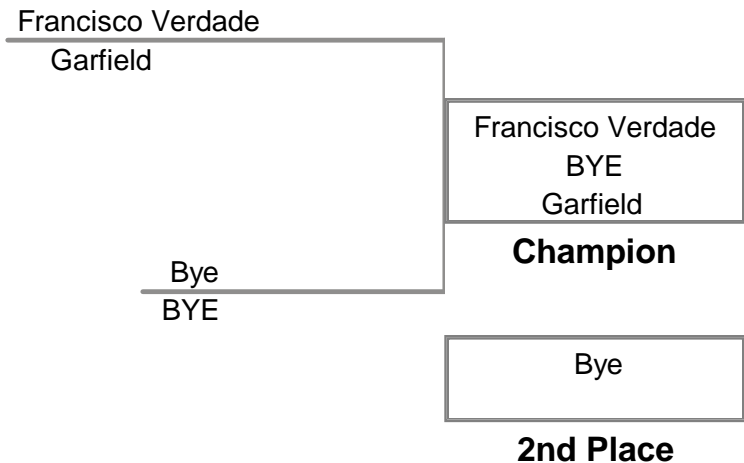 Francisco Verdade
Garfield
Francisco Verdade
BYE
Garfield
Champion
Bye
BYE
Bye
2nd Place